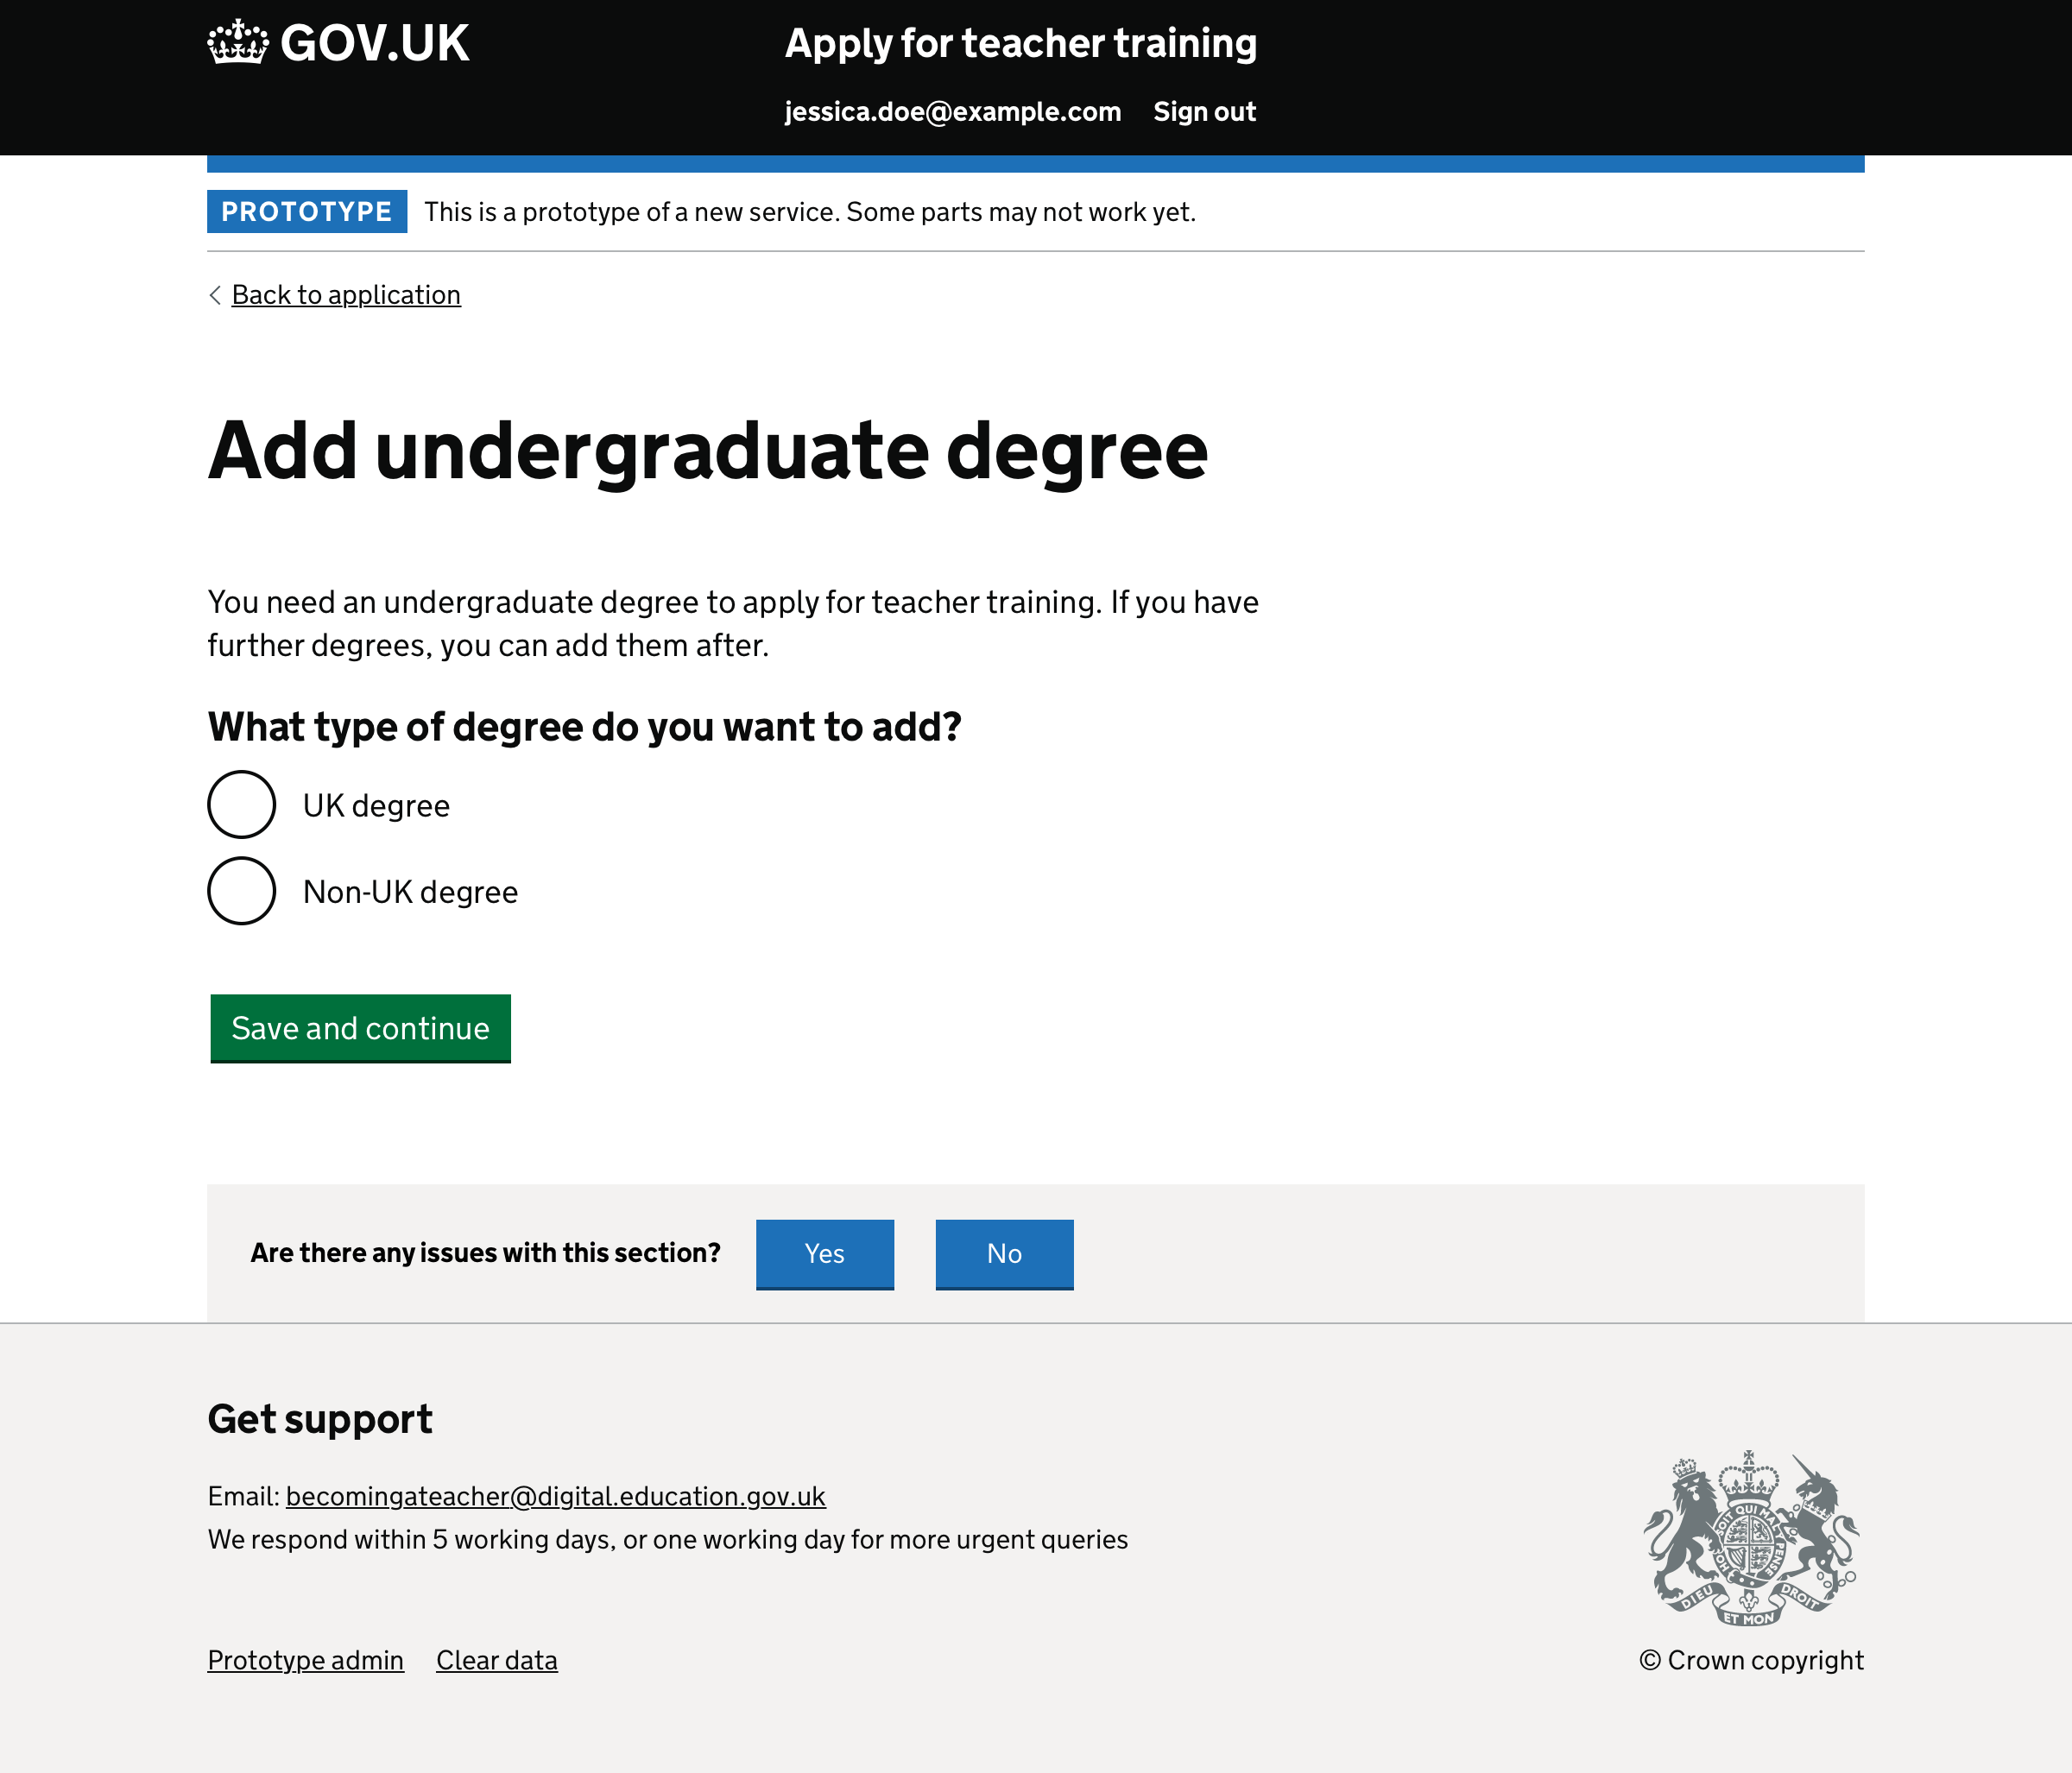 GOV.UK
Apply for teacher training
jessica.doe@example.com Sign out
PROTOTYPE This is a prototype of a new service. Some parts may not work yet.
Back to application
Add undergraduate degree
You need an undergraduate degree to apply for teacher training. If you have
further degrees, you can add them after.
What type of degree do you want to add?
UK degree
Non-UK degree
Save and continue
Are there any issues with this section? Yes No
Get support
Email: becomingateacher@digital.education.gov.uk
We respond within 5 working days, or one working day for more urgent queries
SOIT QUI MAL Y PENSE
DIEU ET MON DROIT
Prototype admin Clear data
© Crown copyright